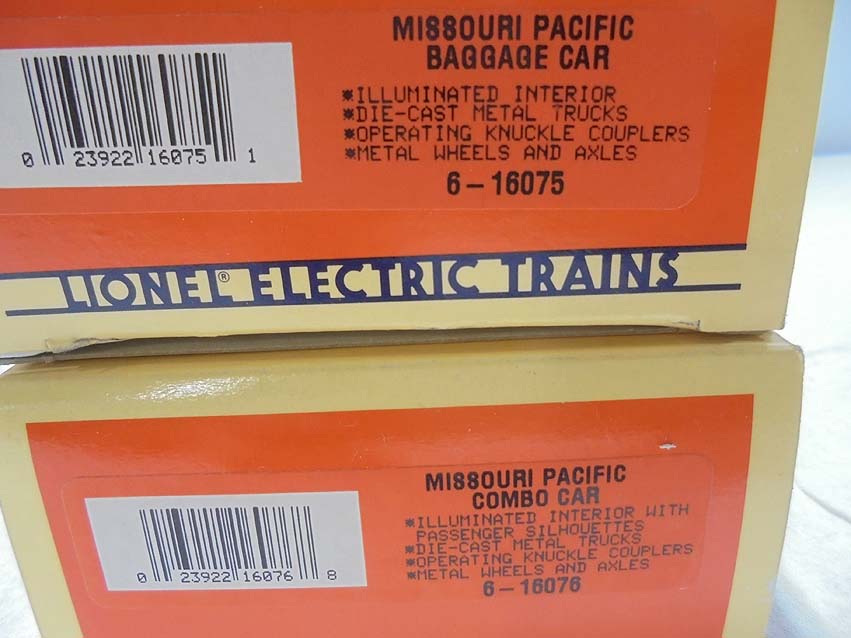 MISSOURI PACIFIC
BAGGAGE CAR
*ILLUMINATED INTERIOR
*DIE-CAST METAL TRUCKS
*OPERATING KNUCKLE COUPLERS
*METAL WHEELS AND AXLES
6-16075
0 23922 16075 1
LIONEL® ELECTRIC TRAINS
MISSOURI PACIFIC
COMBO CAR
*ILLUMINATED INTERIOR WITH
PASSENGER SILHOUETTES
*DIE-CAST METAL TRUCKS
*OPERATING KNUCKLE COUPLERS
*METAL WHEELS AND AXLES
6-16076
0 23922 16076 8